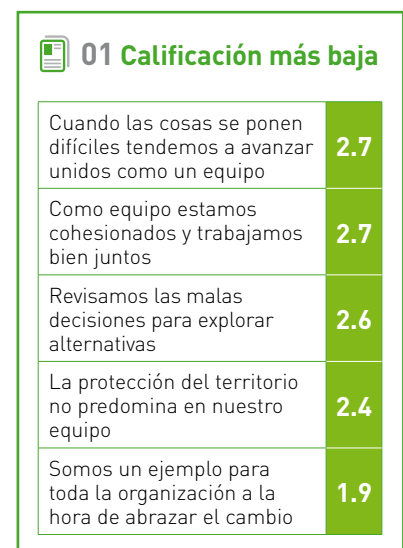 01 Calificación más baja
Cuando las cosas se ponen
difíciles tendemos a avanzar
unidos como un equipo
2.7
Como equipo estamos
cohesionados y trabajamos
bien juntos
2.7
Revisamos las malas
decisiones para explorar
alternativas
2.6
La protección del territorio
no predomina en nuestro
equipo
2.4
Somos un ejemplo para
toda la organización a la
hora de abrazar el cambio
1.9